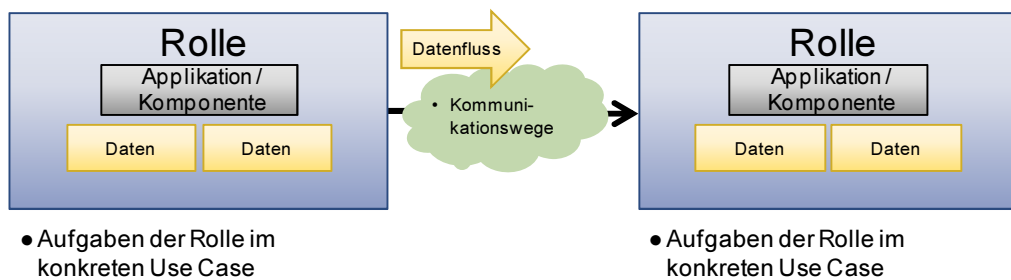 Rolle
Applikation /
Komponente
Daten Daten
● Aufgaben der Rolle im
konkreten Use Case
Datenfluss
• Kommuni-
kationswege
Rolle
Applikation /
Komponente
Daten Daten
● Aufgaben der Rolle im
konkreten Use Case